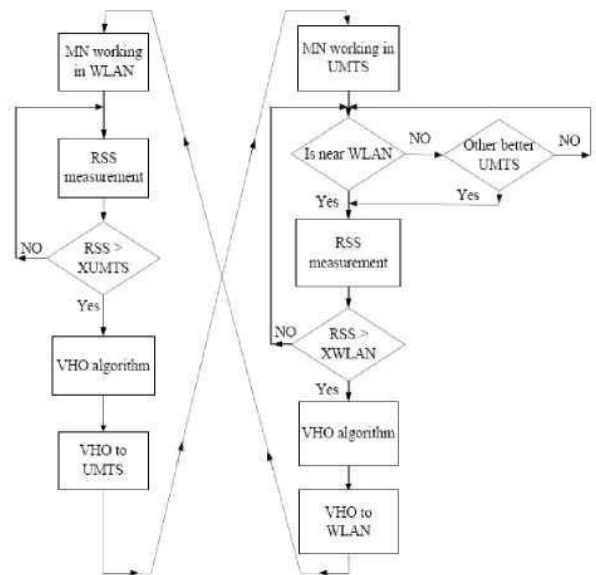 MN working
in WLAN
RSS
measurement
NO
RSS >
XUMTS
Yes
VHO algorithm
VHO to
UMTS
MN working in
UMTS
Is near WLAN
NO
Other better
UMTS
NO
Yes
Yes
RSS
measurement
NO
RSS >
XWLAN
Yes
VHO algorithm
VHO to
WLAN